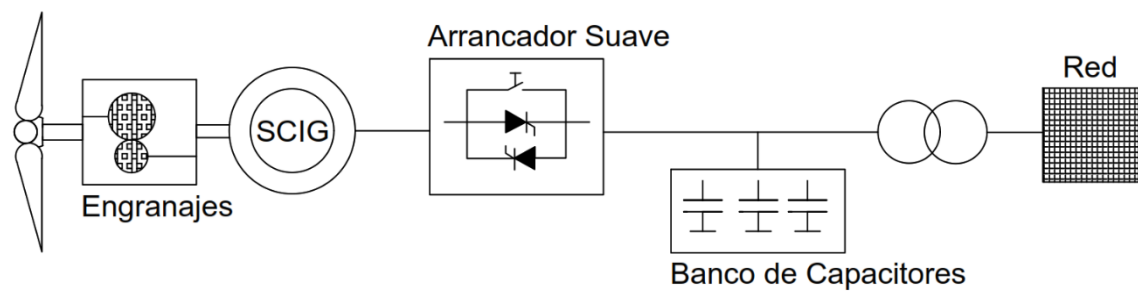 Arrancador Suave
Red
SCIG
Engranajes
Banco de Capacitores